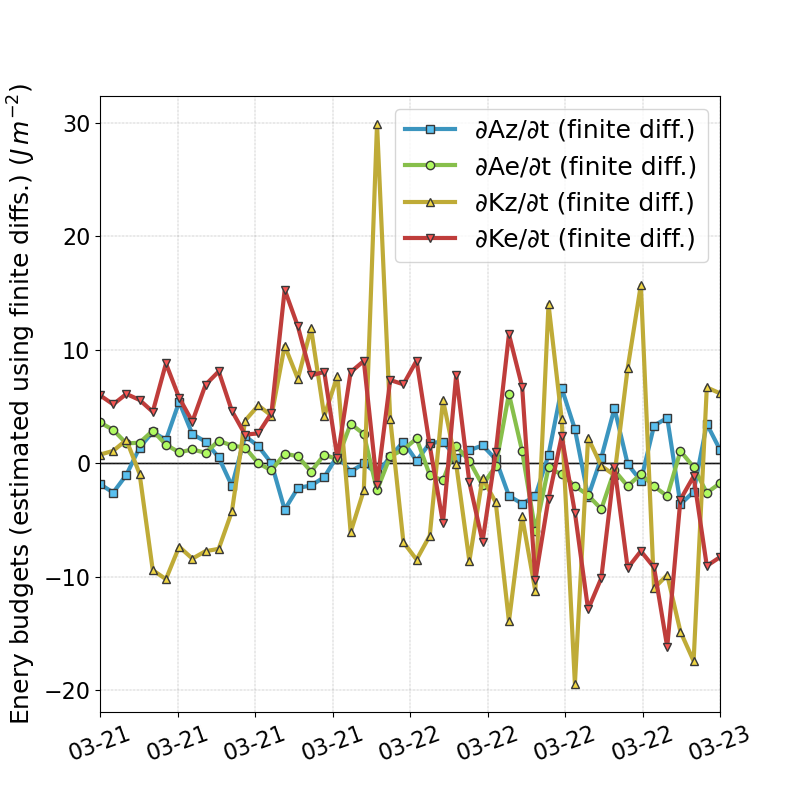 Enery budgets (estimated using finite diffs.) (J m⁻²)
∂Az/∂t (finite diff.)
∂Ae/∂t (finite diff.)
∂Kz/∂t (finite diff.)
∂Ke/∂t (finite diff.)
30
20
10
0
−10
−20
03-21 03-21 03-21 03-21 03-22 03-22 03-22 03-22 03-23